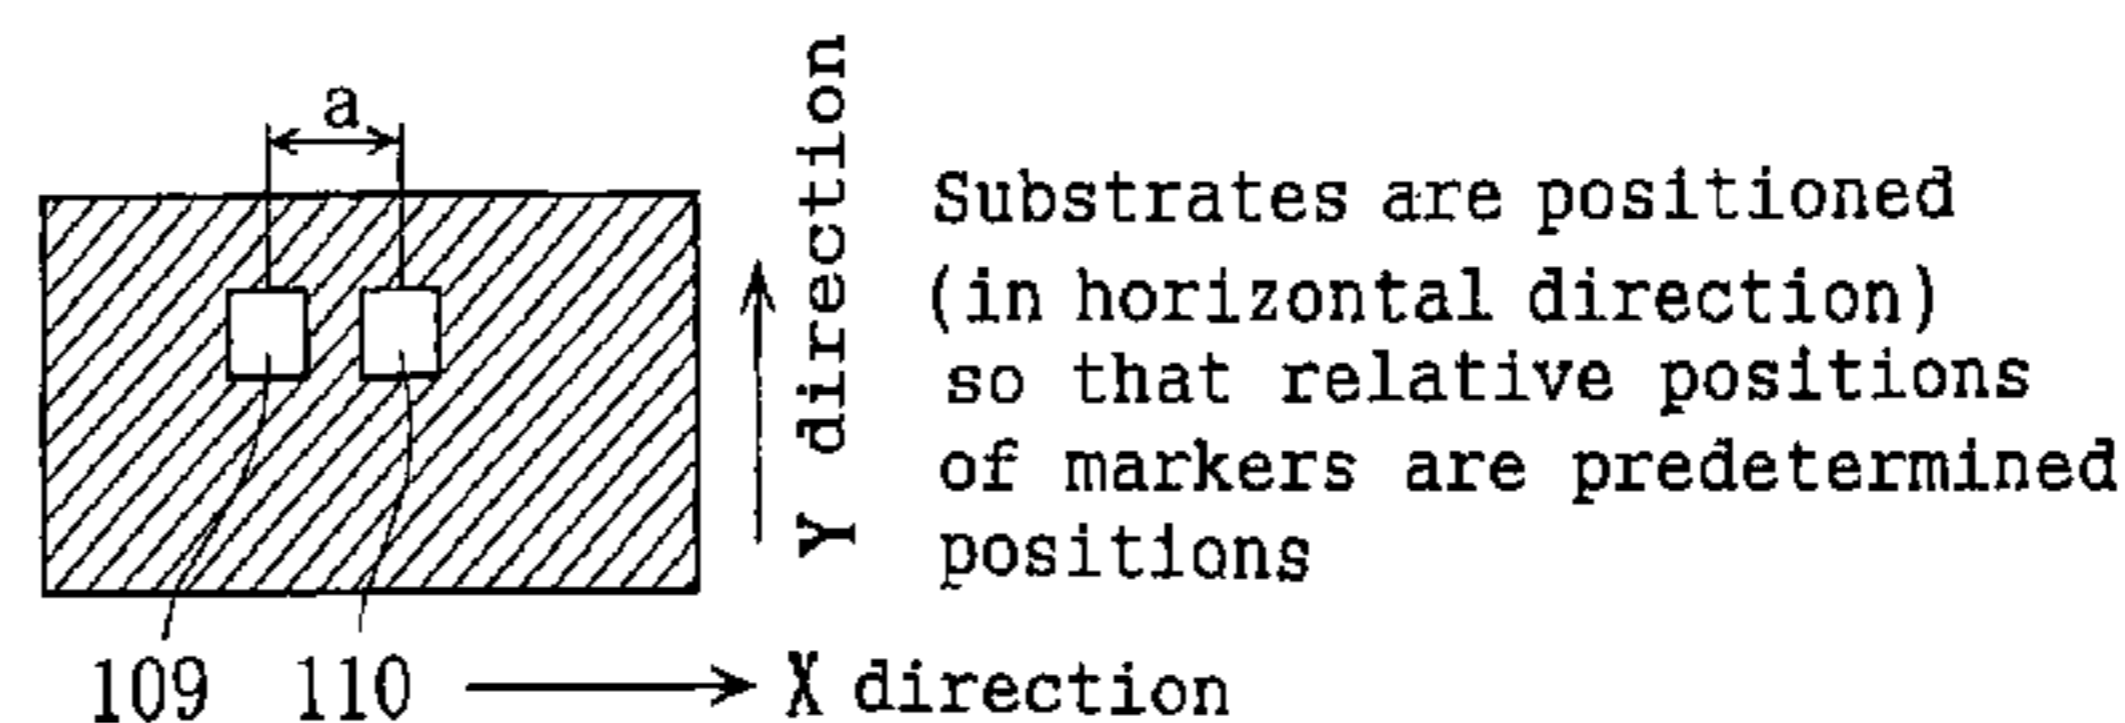 a
Y direction
Substrates are positioned
(in horizontal direction)
so that relative positions
of markers are predetermined
positions
109 110
X direction